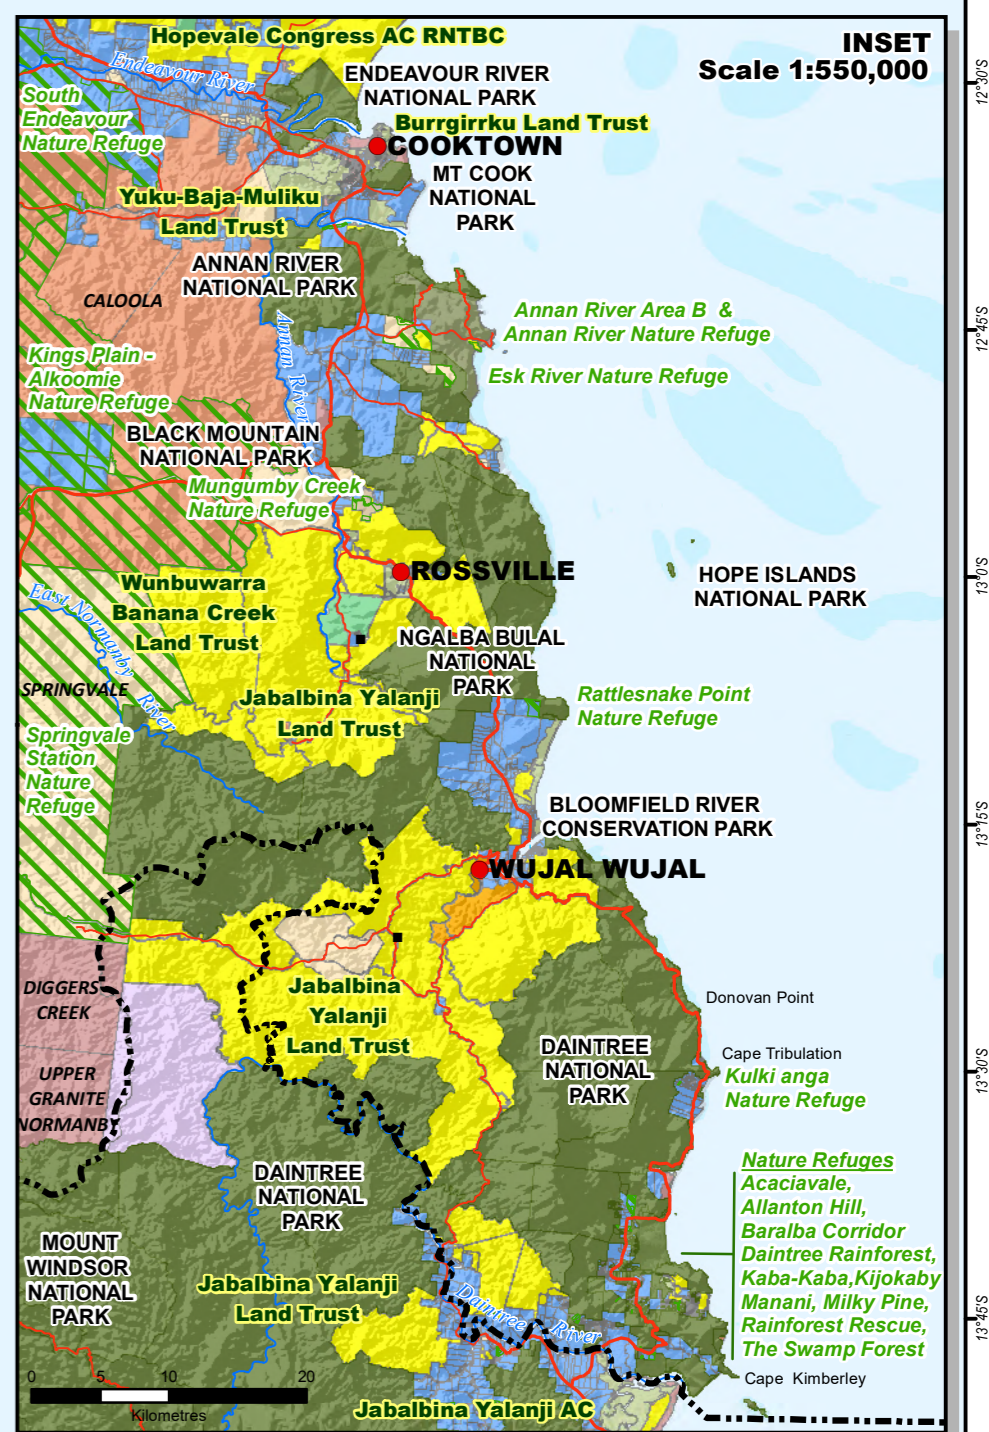 Hopevale Congress AC RNTBC
INSET
Scale 1:550,000
Endeavour River
ENDEAVOUR RIVER
NATIONAL PARK
South
Endeavour
Nature Refuge
Burrgirrku Land Trust
COOKTOWN
MT COOK
NATIONAL
PARK
12°30'S
Yuku-Baja-Muliku
Land Trust
ANNAN RIVER
NATIONAL PARK
CALOOLA
Annan River
Annan River Area B &
Annan River Nature Refuge
12°45'S
Kings Plain -
Alkoomie
Nature Refuge
Esk River Nature Refuge
BLACK MOUNTAIN
NATIONAL PARK
Mungumby Creek
Nature Refuge
ROSSVILLE
HOPE ISLANDS
NATIONAL PARK
13°0'S
Wunbuwarra
Banana Creek
Land Trust
East Normanby River
NGALBA BULAL
NATIONAL
PARK
SPRINGVALE
Jabalbina Yalanji
Land Trust
Rattlesnake Point
Nature Refuge
Springvale
Station
Nature
Refuge
BLOOMFIELD RIVER
CONSERVATION PARK
13°15'S
WUJAL WUJAL
DIGGERS
CREEK
Jabalbina
Yalanji
Land Trust
Donovan Point
DAINTREE
NATIONAL
PARK
Cape Tribulation
Kulki anga
Nature Refuge
13°30'S
UPPER
GRANITE
NORMANBY
DAINTREE
NATIONAL
PARK
Nature Refuges
Acaciavale,
Allanton Hill,
Baralba Corridor
Daintree Rainforest,
Kaba-Kaba,Kijokaby
Manani, Milky Pine,
Rainforest Rescue,
The Swamp Forest
MOUNT
WINDSOR
NATIONAL
PARK
Jabalbina Yalanji
Land Trust
Daintree River
13°45'S
Cape Kimberley
0 5 10 20
Kilometres
Jabalbina Yalanji AC